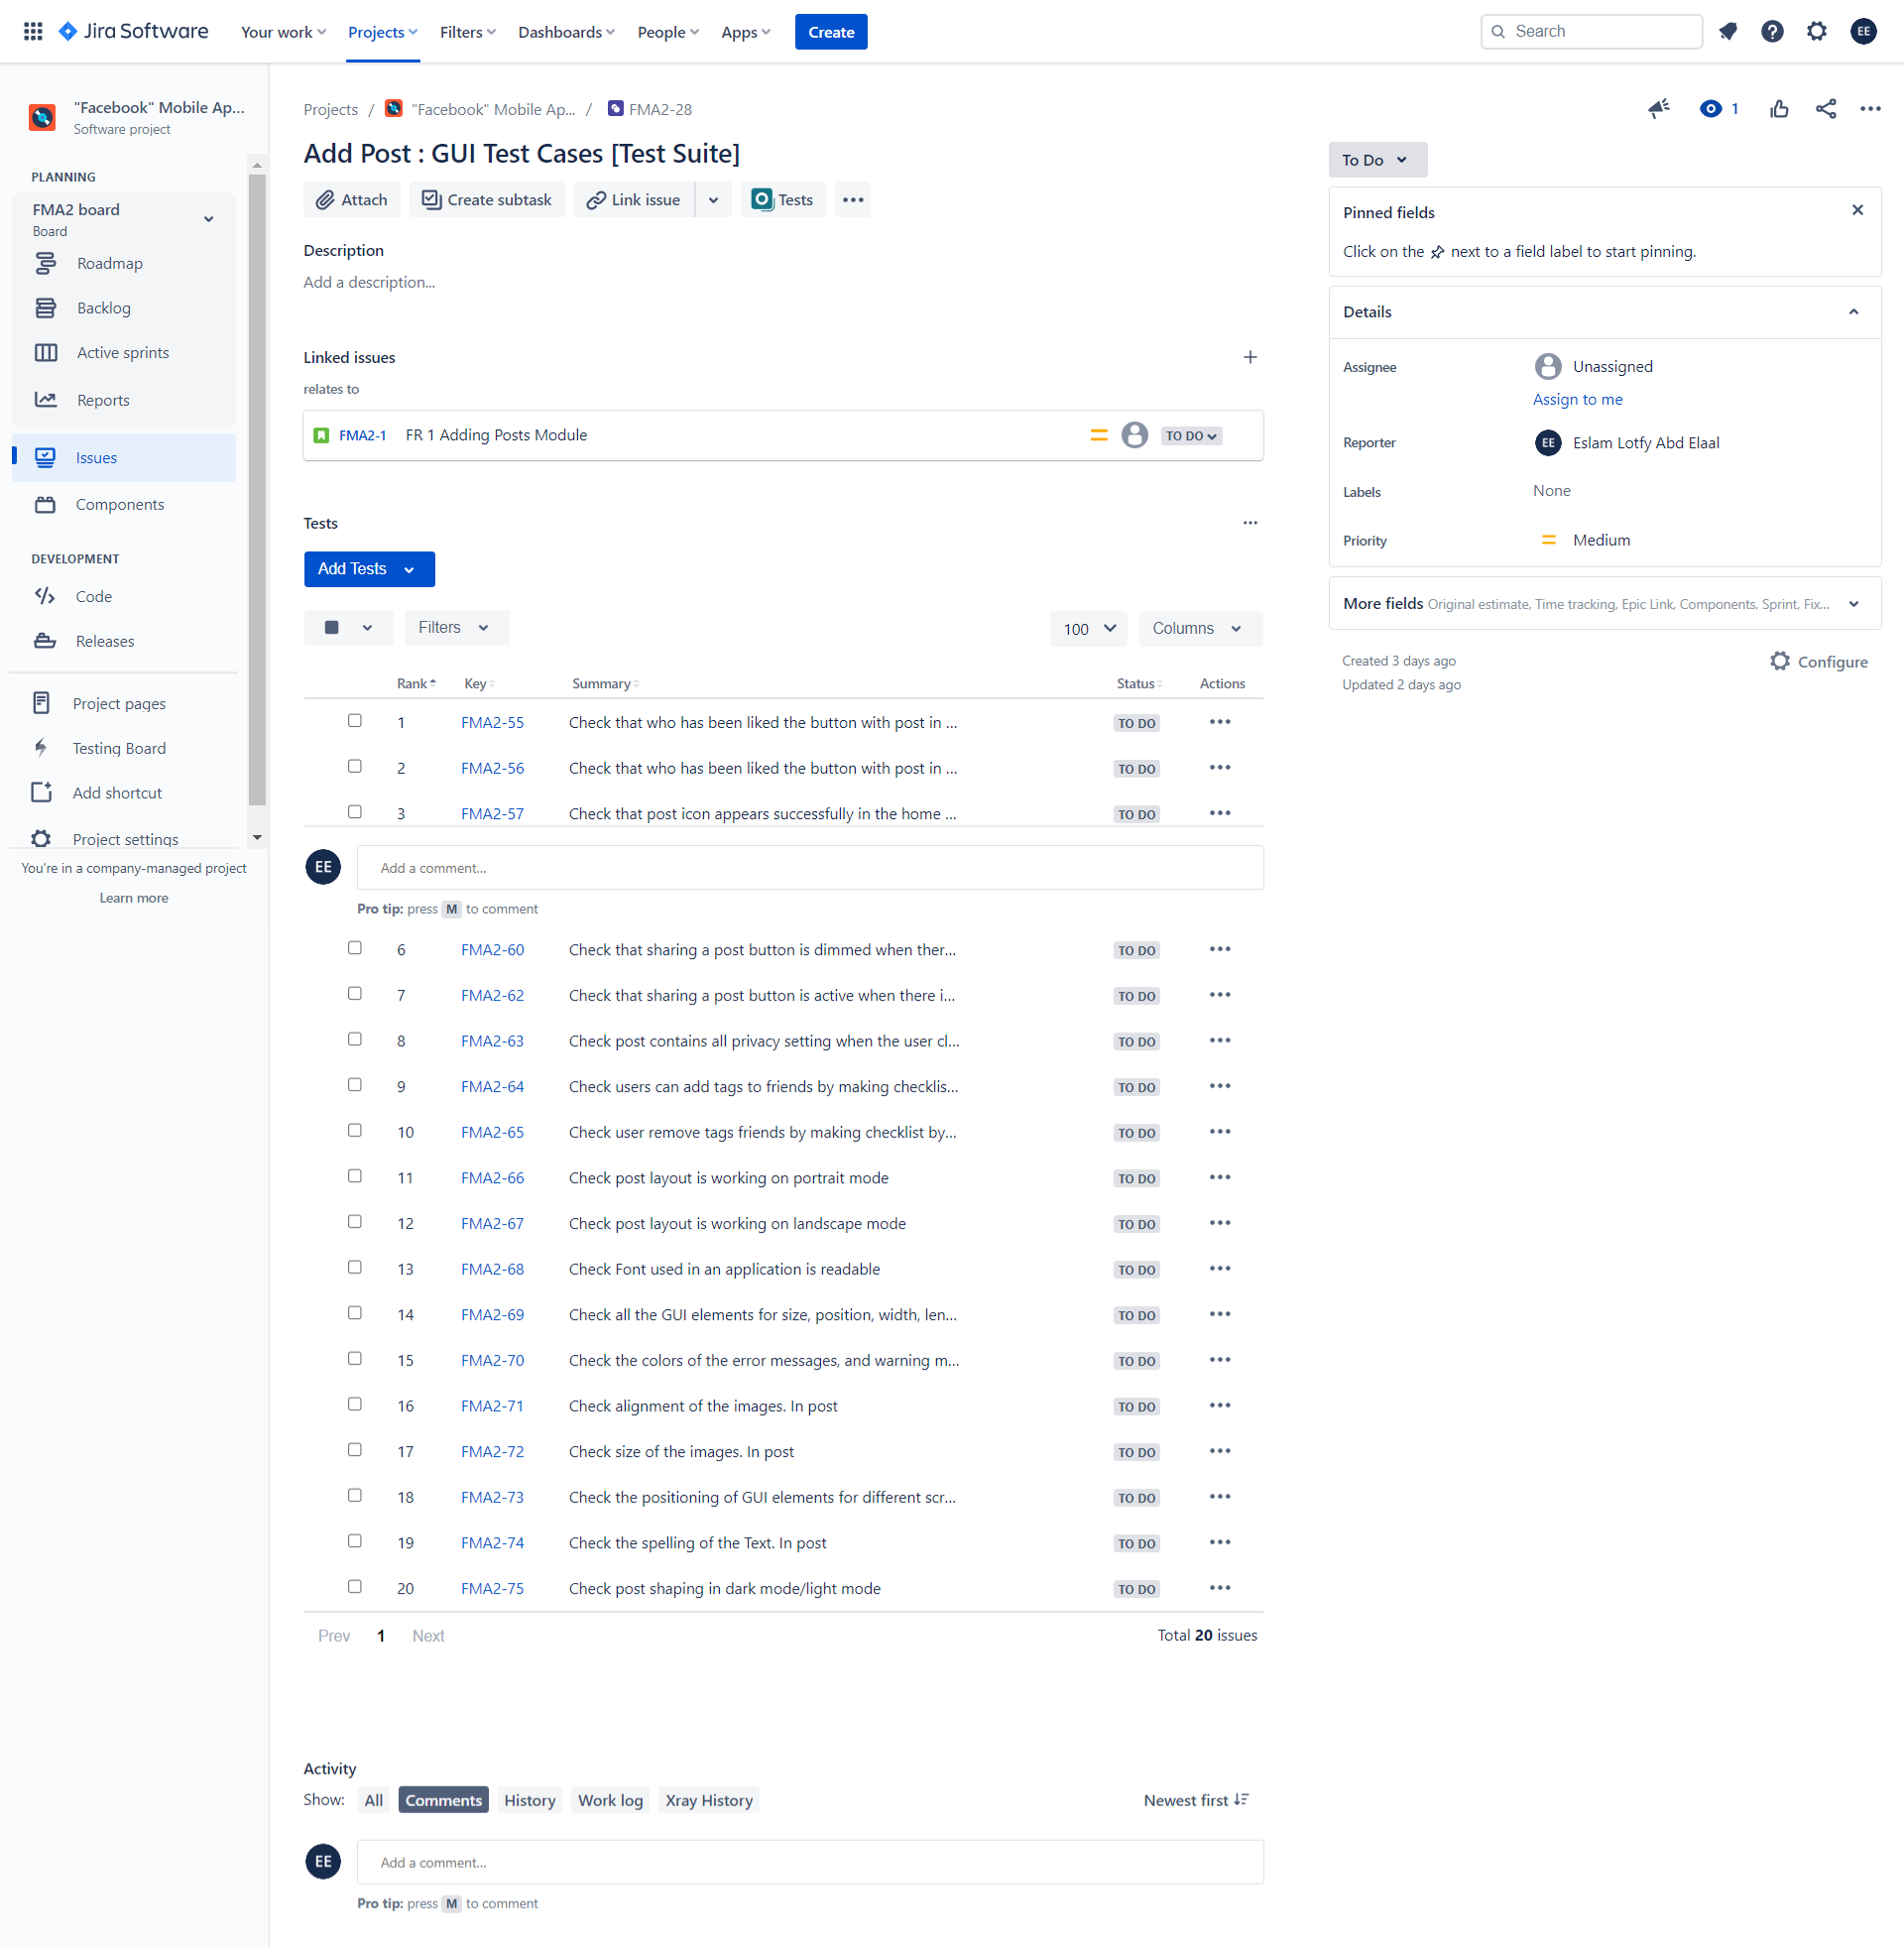 Jira Software Your work Projects Filters Dashboards People Apps Create Search EE
"Facebook" Mobile Ap...
Software project
PLANNING
FMA2 board
Board
Roadmap
Backlog
Active sprints
Reports
Issues
Components
DEVELOPMENT
Code
Releases
Project pages
Testing Board
Add shortcut
Project settings
You're in a company-managed project
Learn more
Projects / "Facebook" Mobile Ap... / FMA2-28
1
Add Post : GUI Test Cases [Test Suite]
Attach Create subtask Link issue Tests
Description
Add a description...
Linked issues
relates to
FMA2-1 FR 1 Adding Posts Module TO DO
Tests
Add Tests
Filters 100 Columns
Rank Key Summary Status Actions
1 FMA2-55 Check that who has been liked the button with post in ... TO DO
2 FMA2-56 Check that who has been liked the button with post in ... TO DO
3 FMA2-57 Check that post icon appears successfully in the home ... TO DO
EE Add a comment...
Pro tip: press M to comment
6 FMA2-60 Check that sharing a post button is dimmed when ther... TO DO
7 FMA2-62 Check that sharing a post button is active when there i... TO DO
8 FMA2-63 Check post contains all privacy setting when the user cl... TO DO
9 FMA2-64 Check users can add tags to friends by making checklis... TO DO
10 FMA2-65 Check user remove tags friends by making checklist by... TO DO
11 FMA2-66 Check post layout is working on portrait mode TO DO
12 FMA2-67 Check post layout is working on landscape mode TO DO
13 FMA2-68 Check Font used in an application is readable TO DO
14 FMA2-69 Check all the GUI elements for size, position, width, len... TO DO
15 FMA2-70 Check the colors of the error messages, and warning m... TO DO
16 FMA2-71 Check alignment of the images. In post TO DO
17 FMA2-72 Check size of the images. In post TO DO
18 FMA2-73 Check the positioning of GUI elements for different scr... TO DO
19 FMA2-74 Check the spelling of the Text. In post TO DO
20 FMA2-75 Check post shaping in dark mode/light mode TO DO
Prev 1 Next Total 20 issues
Activity
Show: All Comments History Work log Xray History Newest first
EE Add a comment...
Pro tip: press M to comment
To Do
Pinned fields
Click on the next to a field label to start pinning.
Details
Assignee Unassigned
Assign to me
Reporter EE Eslam Lotfy Abd Elaal
Labels None
Priority Medium
More fields Original estimate, Time tracking, Epic Link, Components, Sprint, Fix...
Created 3 days ago Configure
Updated 2 days ago